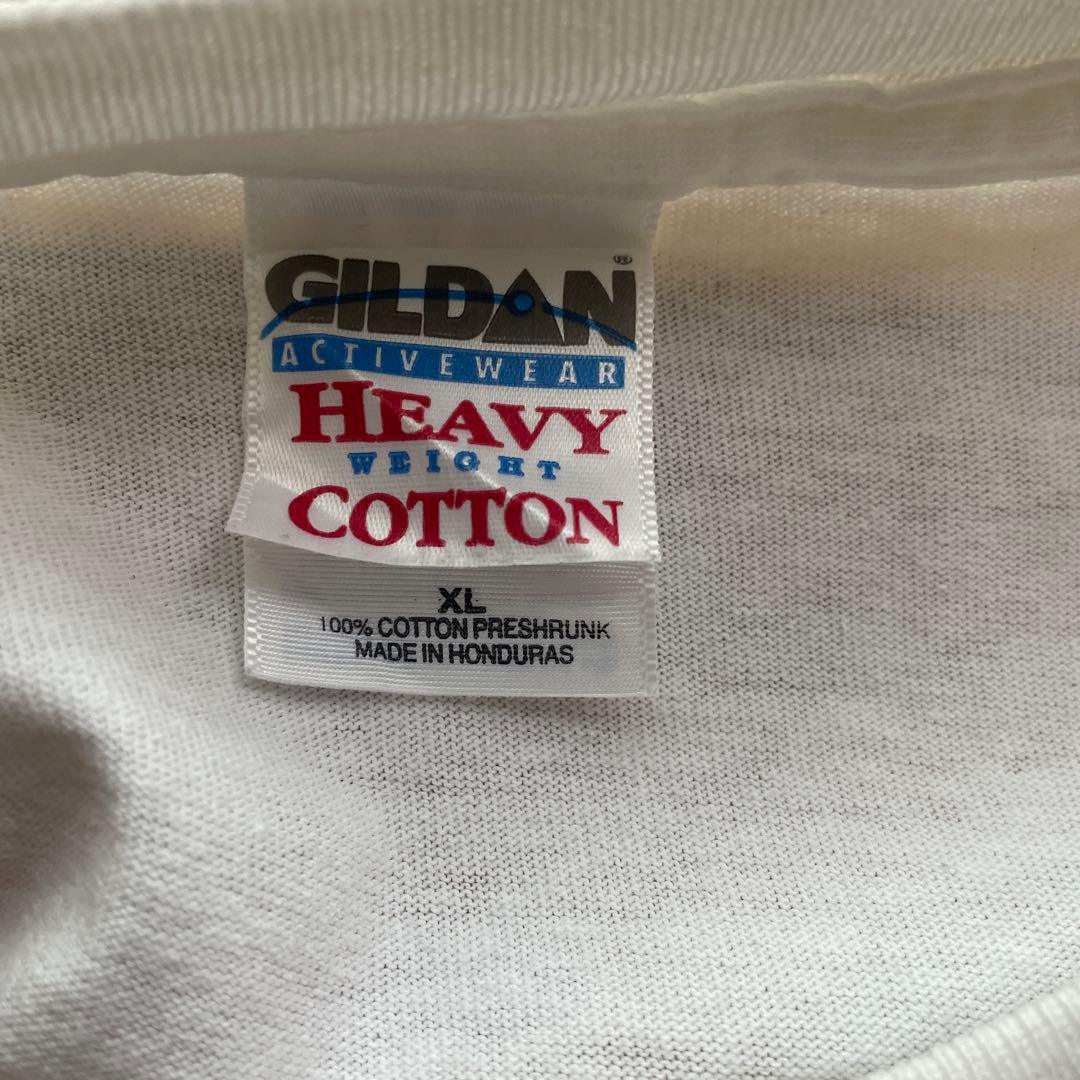 GILDAN®
ACTIVEWEAR
HEAVY
WEIGHT
COTTON
XL
100% COTTON PRESHRUNK
MADE IN HONDURAS